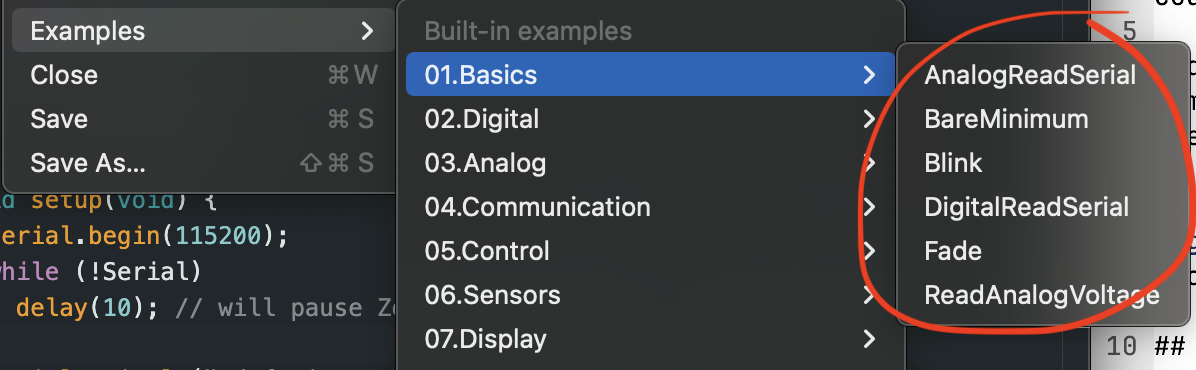 Examples
Close ⌘ W
Save ⌘ S
Save As... ⇧ ⌘ S
setup(void) {
erial.begin(115200);
while (!Serial)
delay(10); // will pause
Built-in examples
01.Basics
02.Digital
03.Analog
04.Communication
05.Control
06.Sensors
07.Display
AnalogReadSerial
BareMinimum
Blink
DigitalReadSerial
Fade
ReadAnalogVoltage
5
10 ##